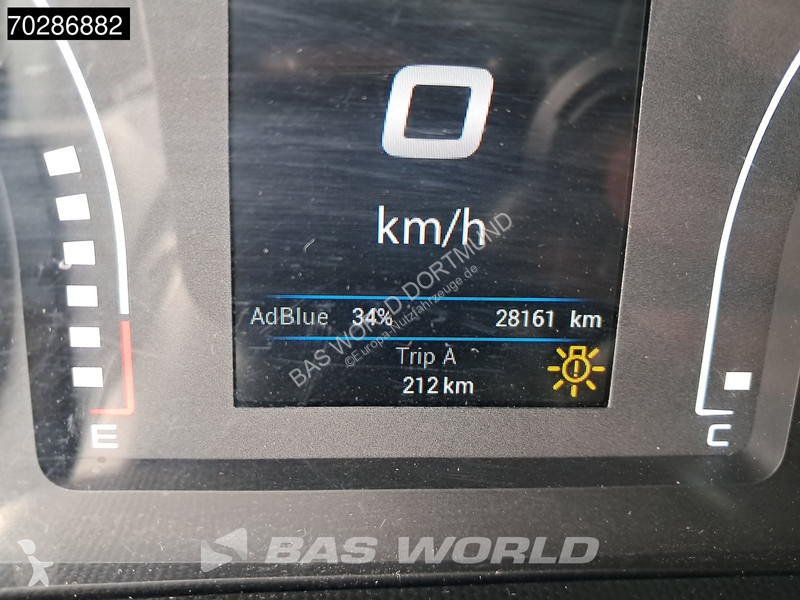 70286882
0
km/h
AdBlue 34% 28161 km
Trip A
212 km
E
C
BAS WORLD DORTMUND
©Europa-Nutzfahrzeuge.de
BAS WORLD